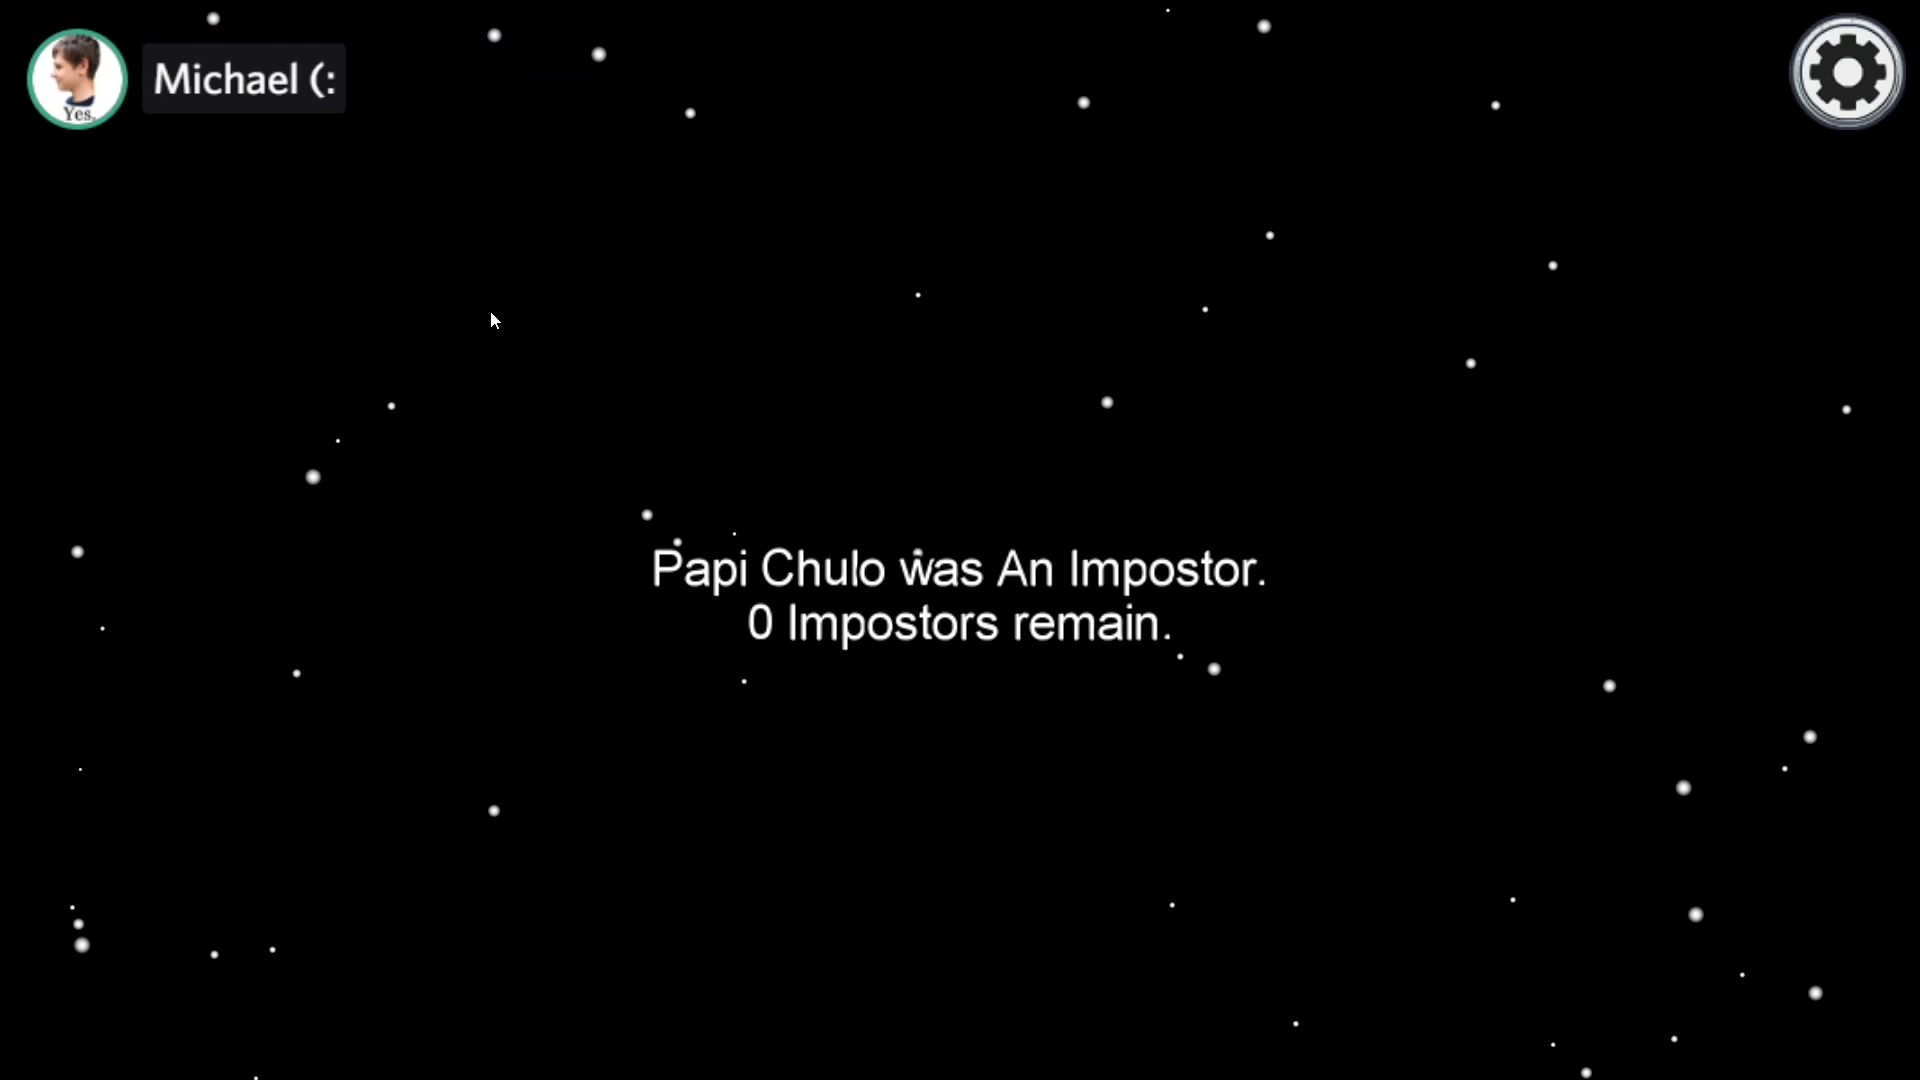 Michael (:
Yes.
Papi Chulo was An Impostor.
0 Impostors remain.